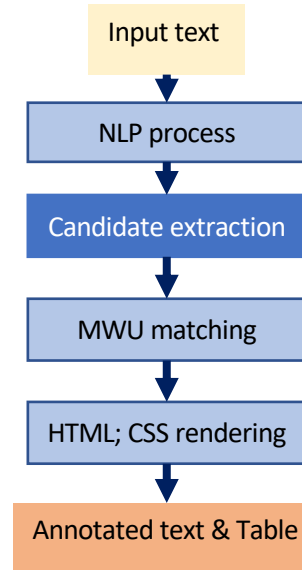 Input text
NLP process
Candidate extraction
MWU matching
HTML; CSS rendering
Annotated text & Table